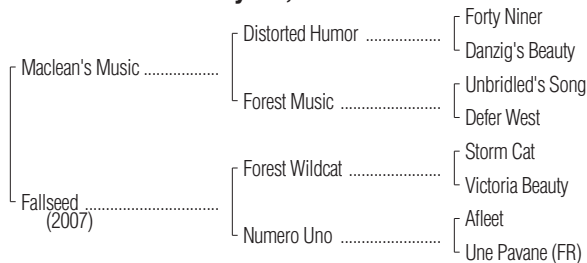 Forty Niner
Distorted Humor ..................
Danzig's Beauty
Maclean's Music ..................
Unbridled's Song
Forest Music ......................
Defer West
Storm Cat
Forest Wildcat .....................
Victoria Beauty
Fallseed ................................
(2007)
Afleet
Numero Uno .......................
Une Pavane (FR)